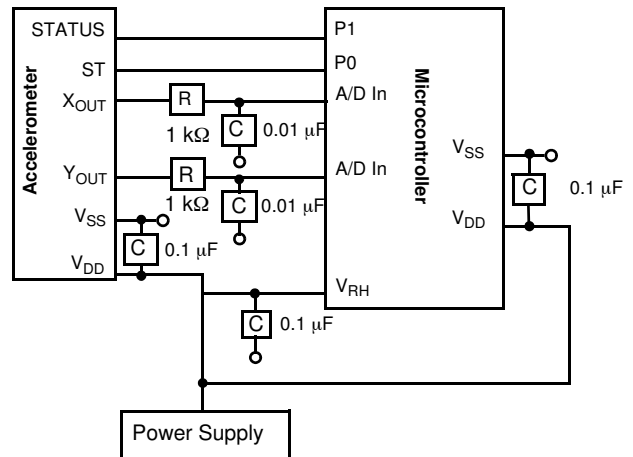 STATUS
P1
ST
P0
X_OUT
R
A/D In
1 kΩ
C
0.01 μF
Accelerometer
Microcontroller
V_SS
C
0.1 μF
Y_OUT
R
A/D In
1 kΩ
C
0.01 μF
V_SS
V_DD
C
0.1 μF
V_DD
V_RH
C
0.1 μF
Power Supply